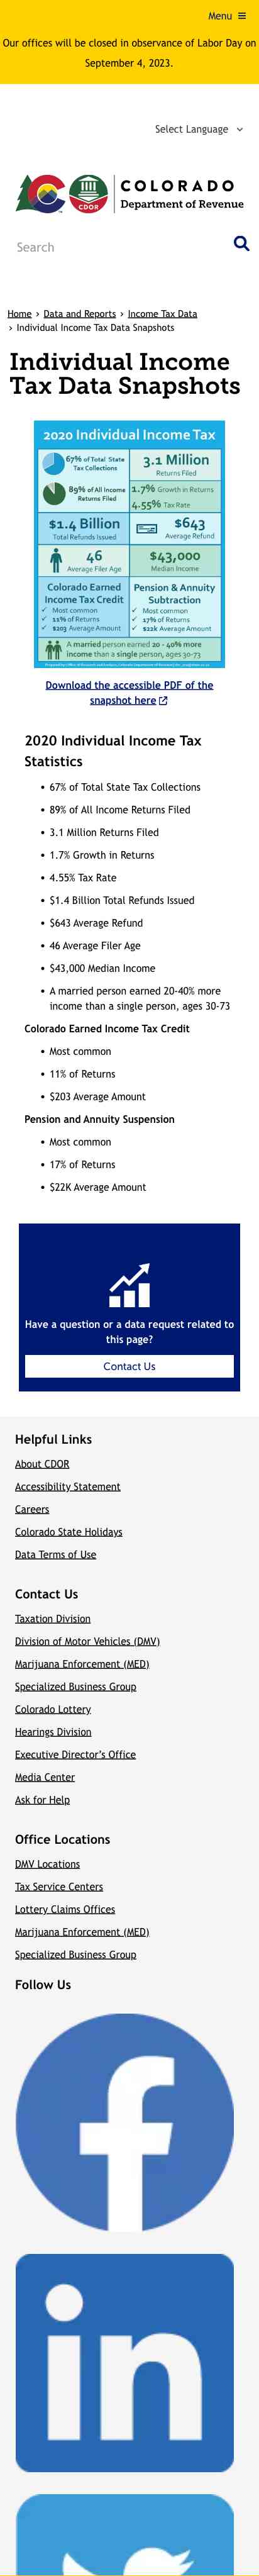 Menu
Our offices will be closed in observance of Labor Day on
September 4, 2023.
Select Language
CDOR
COLORADO
Department of Revenue
Search
Home > Data and Reports > Income Tax Data
> Individual Income Tax Data Snapshots
Individual Income
Tax Data Snapshots
2020 Individual Income Tax
67% of Total State
Tax Collections
3.1 Million
Returns Filed
89% of All Income
Returns Filed
1.7% Growth in Returns
4.55% Tax Rate
$1.4 Billion
Total Refunds Issued
$643
Average Refund
46
Average Filer Age
$43,000
Median Income
Colorado Earned
Income Tax Credit
✓ Most common
✓ 11% of Returns
✓ $203 Average Amount
Pension & Annuity
Subtraction
✓ Most common
✓ 17% of Returns
✓ $22k Average Amount
A married person earned 20 - 40% more
income than a single person, ages 30-73
Download the accessible PDF of the
snapshot here
2020 Individual Income Tax
Statistics
• 67% of Total State Tax Collections
• 89% of All Income Returns Filed
• 3.1 Million Returns Filed
• 1.7% Growth in Returns
• 4.55% Tax Rate
• $1.4 Billion Total Refunds Issued
• $643 Average Refund
• 46 Average Filer Age
• $43,000 Median Income
• A married person earned 20-40% more
income than a single person, ages 30-73
Colorado Earned Income Tax Credit
• Most common
• 11% of Returns
• $203 Average Amount
Pension and Annuity Suspension
• Most common
• 17% of Returns
• $22K Average Amount
Have a question or a data request related to
this page?
Contact Us
Helpful Links
About CDOR
Accessibility Statement
Careers
Colorado State Holidays
Data Terms of Use
Contact Us
Taxation Division
Division of Motor Vehicles (DMV)
Marijuana Enforcement (MED)
Specialized Business Group
Colorado Lottery
Hearings Division
Executive Director's Office
Media Center
Ask for Help
Office Locations
DMV Locations
Tax Service Centers
Lottery Claims Offices
Marijuana Enforcement (MED)
Specialized Business Group
Follow Us